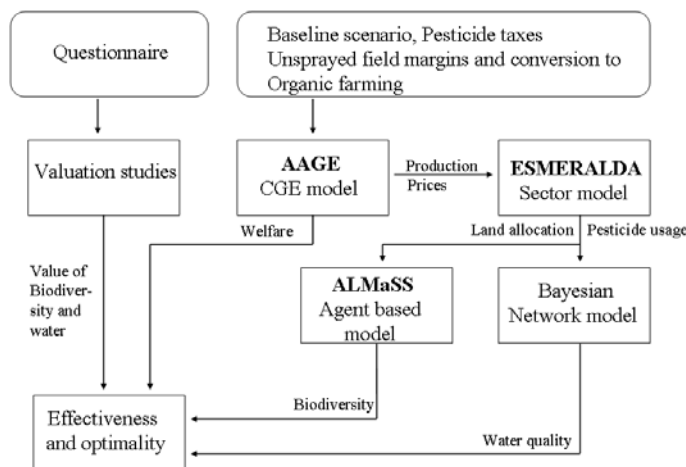 Questionnaire
Baseline scenario, Pesticide taxes
Unsprayed field margins and conversion to
Organic farming
Valuation studies
AAGE
CGE model
Production
Prices
ESMERALDA
Sector model
Welfare
Land allocation
Pesticide usage
Value of
Biodiver-
sity and
water
ALMaSS
Agent based
model
Bayesian
Network model
Effectiveness
and optimality
Biodiversity
Water quality